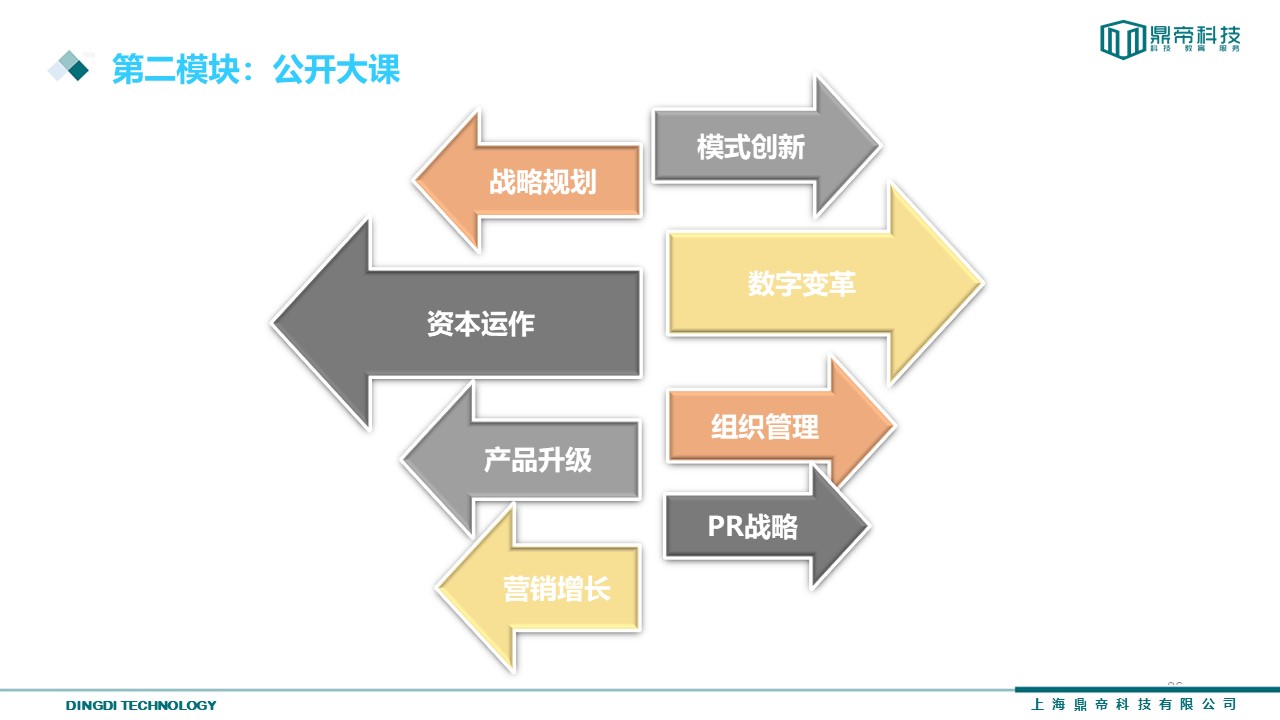 鼎帝科技
科技 教育 服务
第二模块：公开大课
模式创新
战略规划
数字变革
资本运作
组织管理
产品升级
PR战略
营销增长
DINGDI TECHNOLOGY
上海鼎帝科技有限公司